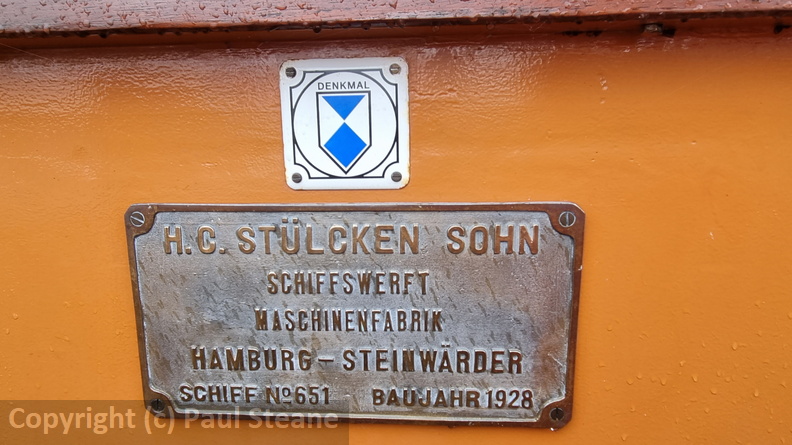 DENKMAL
H.C. STÜLCKEN SOHN
SCHIFFSWERFT
MASCHINENFABRIK
HAMBURG - STEINWÄRDER
SCHIFF No 651 BAUJAHR 1928
Copyright (c) Paul Steane